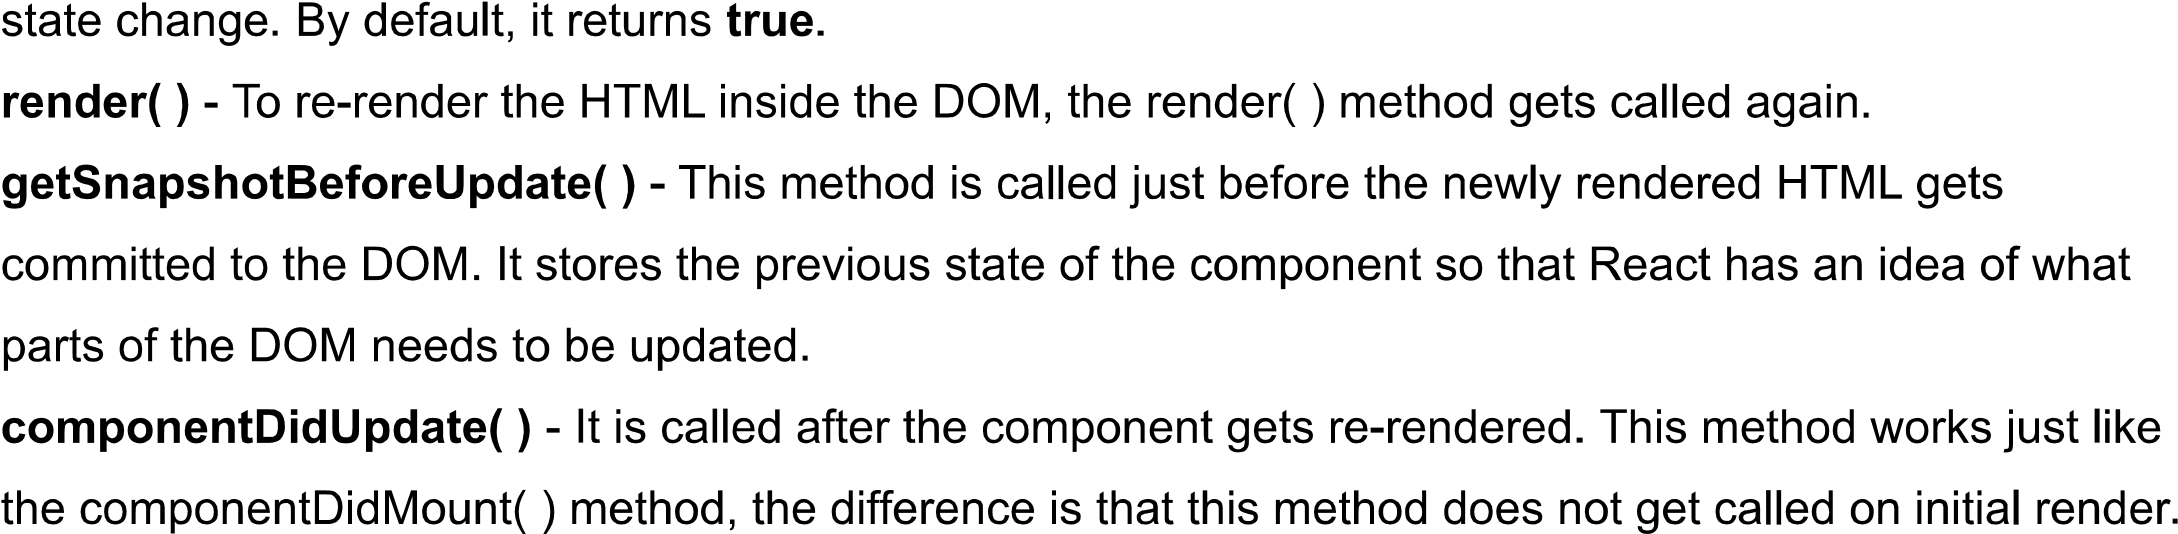 state change. By default, it returns true.
render( ) - To re-render the HTML inside the DOM, the render( ) method gets called again.
getSnapshotBeforeUpdate( ) - This method is called just before the newly rendered HTML gets
committed to the DOM. It stores the previous state of the component so that React has an idea of what
parts of the DOM needs to be updated.
componentDidUpdate( ) - It is called after the component gets re-rendered. This method works just like
the componentDidMount( ) method, the difference is that this method does not get called on initial render.